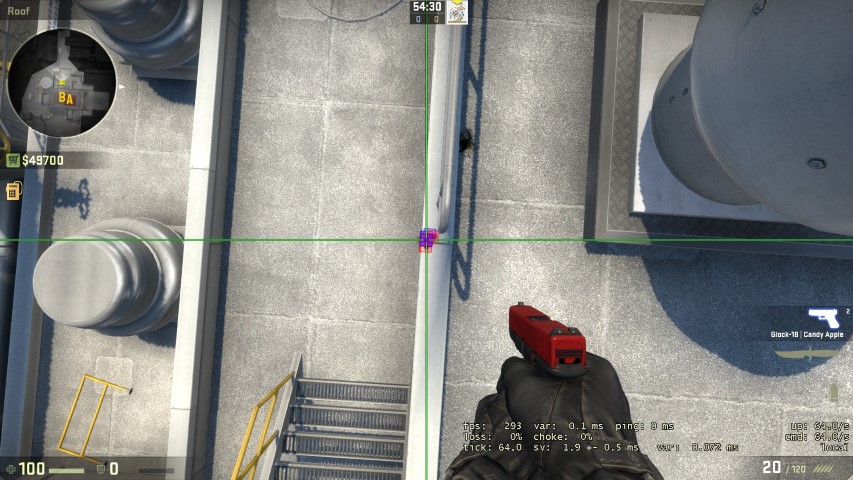 Roof
54:30
0 0
B A
$49700
2
Glock-18 | Candy Apple
fps: 293 var: 0.1 ms ping: 0 ms
loss: 0% choke: 0%
tick: 64.0 sv: 1.9 +- 0.5 ms var: 0.072 ms
up: 64.0/s
cmd: 64.0/s
local
100 0
20 / 120